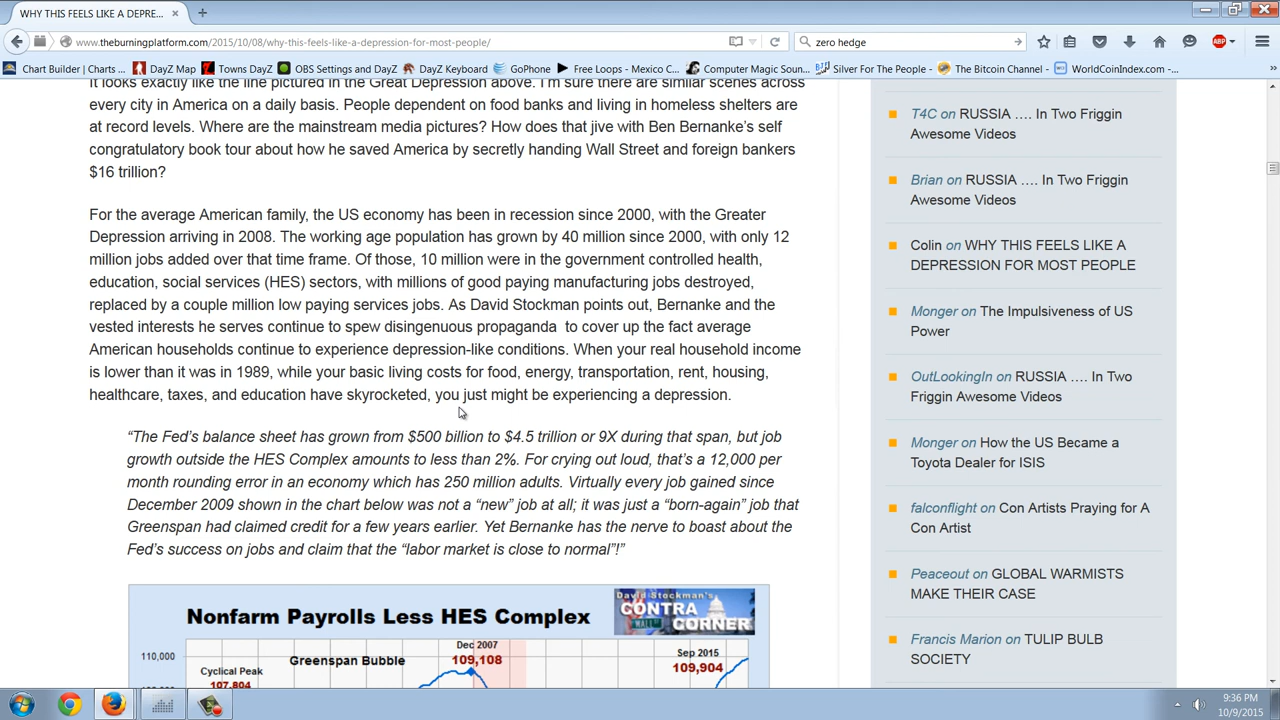 WHY THIS FEELS LIKE A DEPRE...
www.theburningplatform.com/2015/10/08/why-this-feels-like-a-depression-for-most-people/
zero hedge
ABP
Chart Builder | Charts ...
DayZ Map
Towns DayZ
OBS Settings and DayZ
DayZ Keyboard
GoPhone
Free Loops - Mexico C...
Computer Magic Soun...
Silver For The People - ...
The Bitcoin Channel - ...
WorldCoinIndex.com - ...
It looks exactly like the line pictured in the Great Depression above. I'm sure there are similar scenes across
every city in America on a daily basis. People dependent on food banks and living in homeless shelters are
at record levels. Where are the mainstream media pictures? How does that jive with Ben Bernanke's self
congratulatory book tour about how he saved America by secretly handing Wall Street and foreign bankers
$16 trillion?
For the average American family, the US economy has been in recession since 2000, with the Greater
Depression arriving in 2008. The working age population has grown by 40 million since 2000, with only 12
million jobs added over that time frame. Of those, 10 million were in the government controlled health,
education, social services (HES) sectors, with millions of good paying manufacturing jobs destroyed,
replaced by a couple million low paying services jobs. As David Stockman points out, Bernanke and the
vested interests he serves continue to spew disingenuous propaganda  to cover up the fact average
American households continue to experience depression-like conditions. When your real household income
is lower than it was in 1989, while your basic living costs for food, energy, transportation, rent, housing,
healthcare, taxes, and education have skyrocketed, you just might be experiencing a depression.
“The Fed's balance sheet has grown from $500 billion to $4.5 trillion or 9X during that span, but job
growth outside the HES Complex amounts to less than 2%. For crying out loud, that's a 12,000 per
month rounding error in an economy which has 250 million adults. Virtually every job gained since
December 2009 shown in the chart below was not a “new” job at all; it was just a “born-again” job that
Greenspan had claimed credit for a few years earlier. Yet Bernanke has the nerve to boast about the
Fed's success on jobs and claim that the “labor market is close to normal”!”
Nonfarm Payrolls Less HES Complex
David Stockman's
CONTRA
CORNER
110,000
Cyclical Peak
107,804
Greenspan Bubble
Dec 2007
109,108
Sep 2015
109,904
T4C on RUSSIA …. In Two Friggin
Awesome Videos
Brian on RUSSIA …. In Two Friggin
Awesome Videos
Colin on WHY THIS FEELS LIKE A
DEPRESSION FOR MOST PEOPLE
Monger on The Impulsiveness of US
Power
OutLookingIn on RUSSIA …. In Two
Friggin Awesome Videos
Monger on How the US Became a
Toyota Dealer for ISIS
falconflight on Con Artists Praying for A
Con Artist
Peaceout on GLOBAL WARMISTS
MAKE THEIR CASE
Francis Marion on TULIP BULB
SOCIETY
9:36 PM
10/9/2015